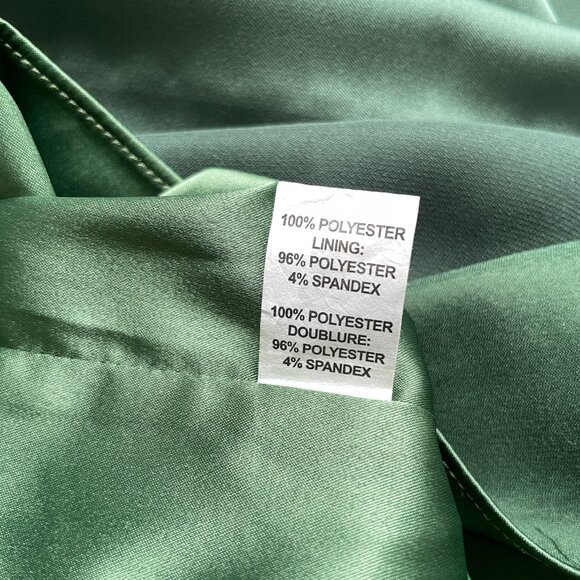 100% POLYESTER
LINING:
96% POLYESTER
4% SPANDEX
100% POLYESTER
DOUBLURE:
96% POLYESTER
4% SPANDEX